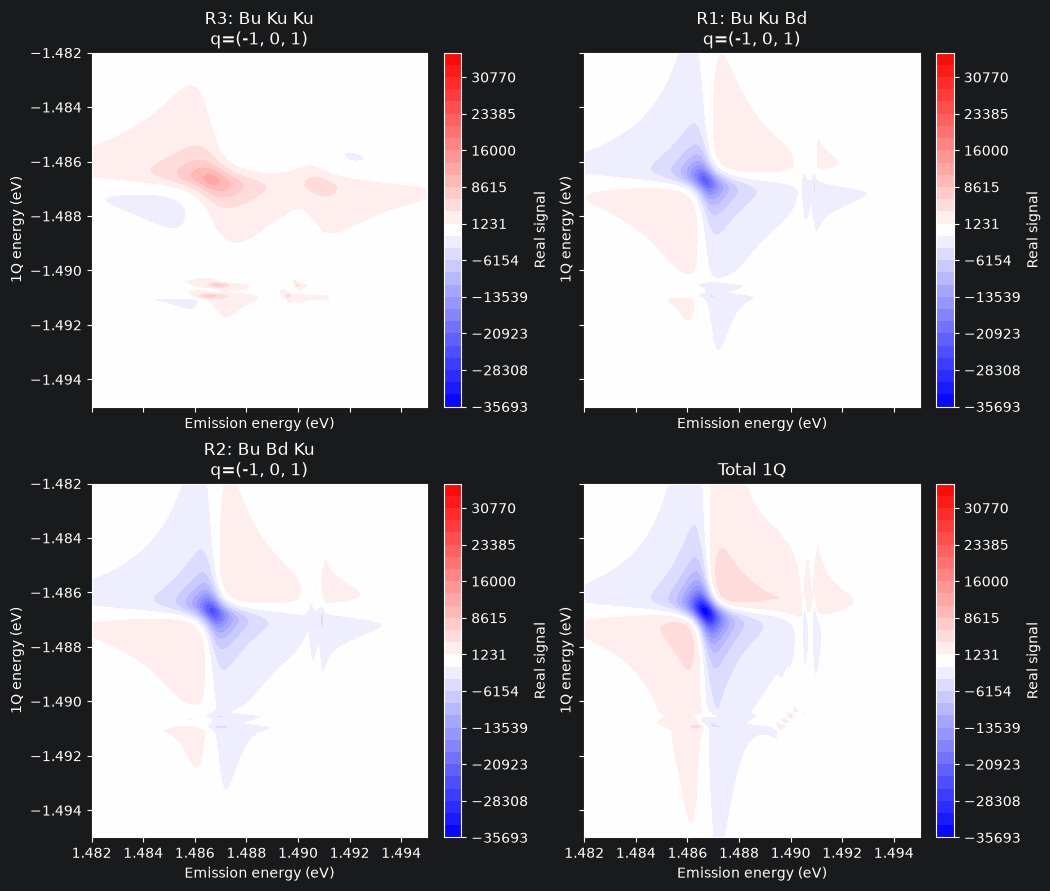 R3: Bu Ku Ku
q=(-1, 0, 1)
1Q energy (eV)
−1.482
−1.484
−1.486
−1.488
−1.490
−1.492
−1.494
Emission energy (eV)
30770
23385
16000
8615
1231
−6154
−13539
−20923
−28308
−35693
Real signal
R1: Bu Ku Bd
q=(-1, 0, 1)
1Q energy (eV)
Emission energy (eV)
30770
23385
16000
8615
1231
−6154
−13539
−20923
−28308
−35693
Real signal
R2: Bu Bd Ku
q=(-1, 0, 1)
1Q energy (eV)
−1.482
−1.484
−1.486
−1.488
−1.490
−1.492
−1.494
1.482 1.484 1.486 1.488 1.490 1.492 1.494
Emission energy (eV)
30770
23385
16000
8615
1231
−6154
−13539
−20923
−28308
−35693
Real signal
Total 1Q
1Q energy (eV)
1.482 1.484 1.486 1.488 1.490 1.492 1.494
Emission energy (eV)
30770
23385
16000
8615
1231
−6154
−13539
−20923
−28308
−35693
Real signal